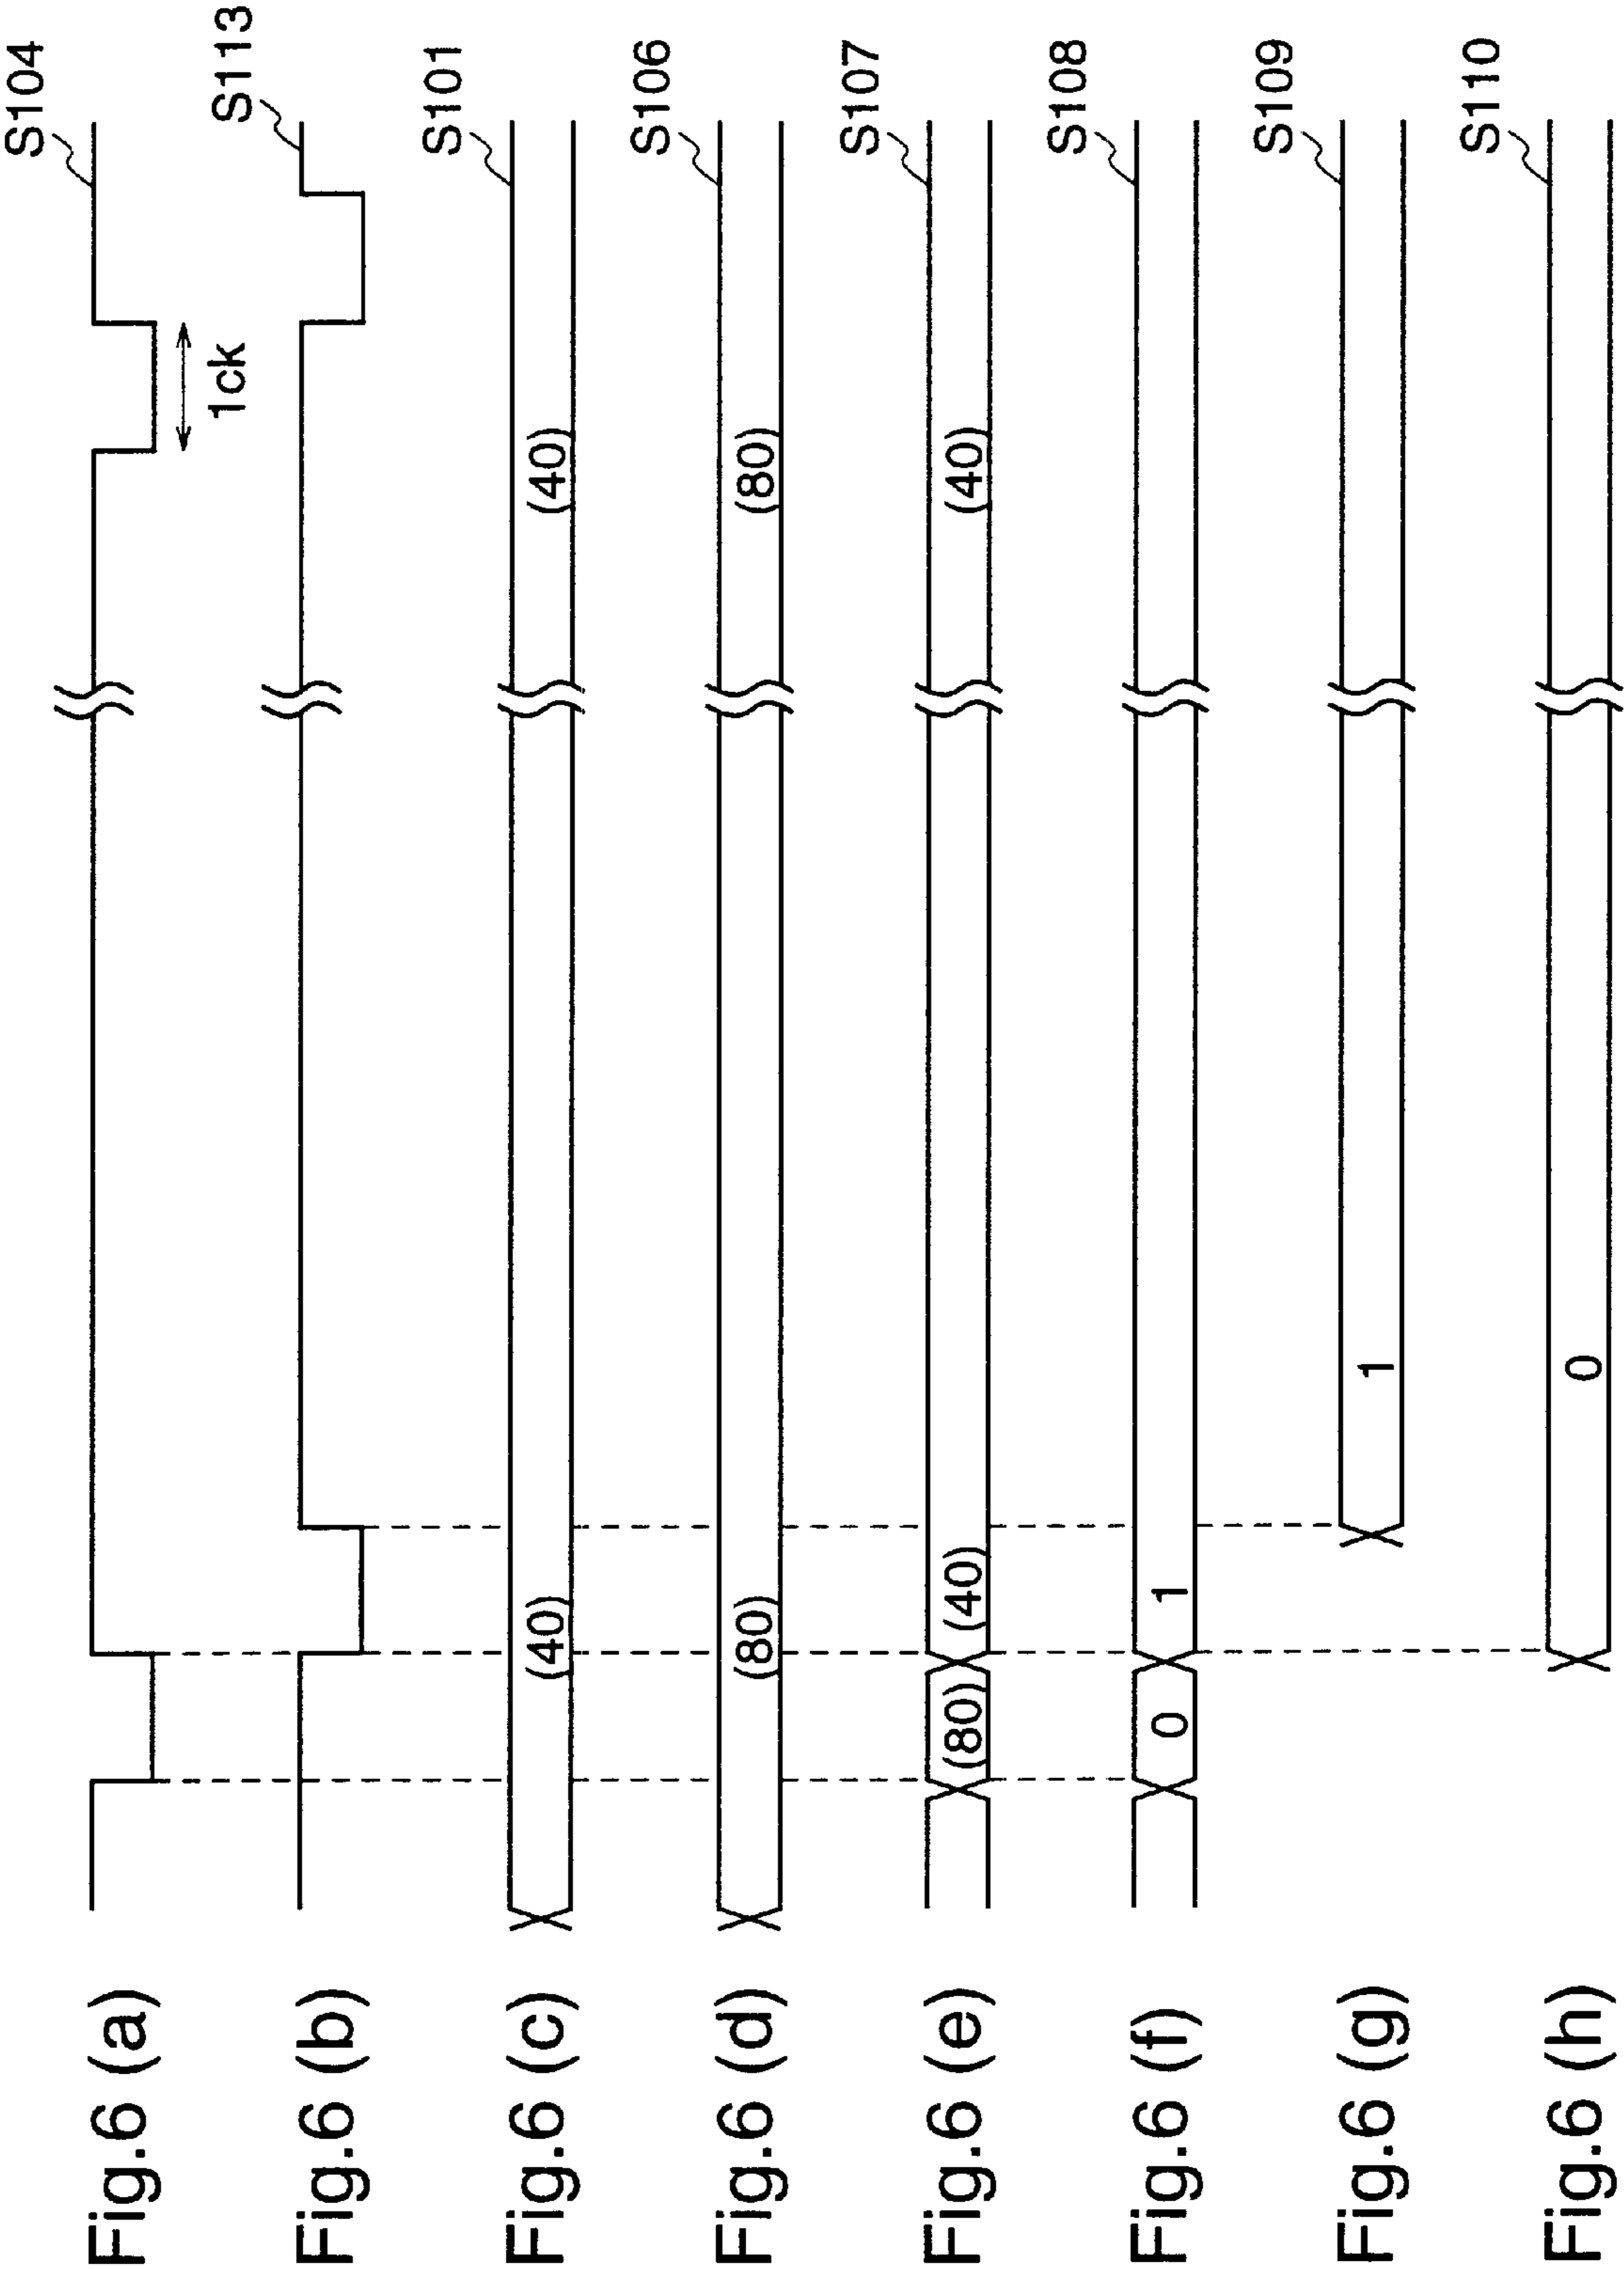 Fig.6 (a)
S104
1ck
Fig.6 (b)
S113
Fig.6 (c)
(40)
(40)
S101
Fig.6 (d)
(80)
(80)
S106
Fig.6 (e)
(80)
(40)
(40)
S107
Fig.6 (f)
0
1
S108
Fig.6 (g)
1
S109
Fig.6 (h)
0
S110